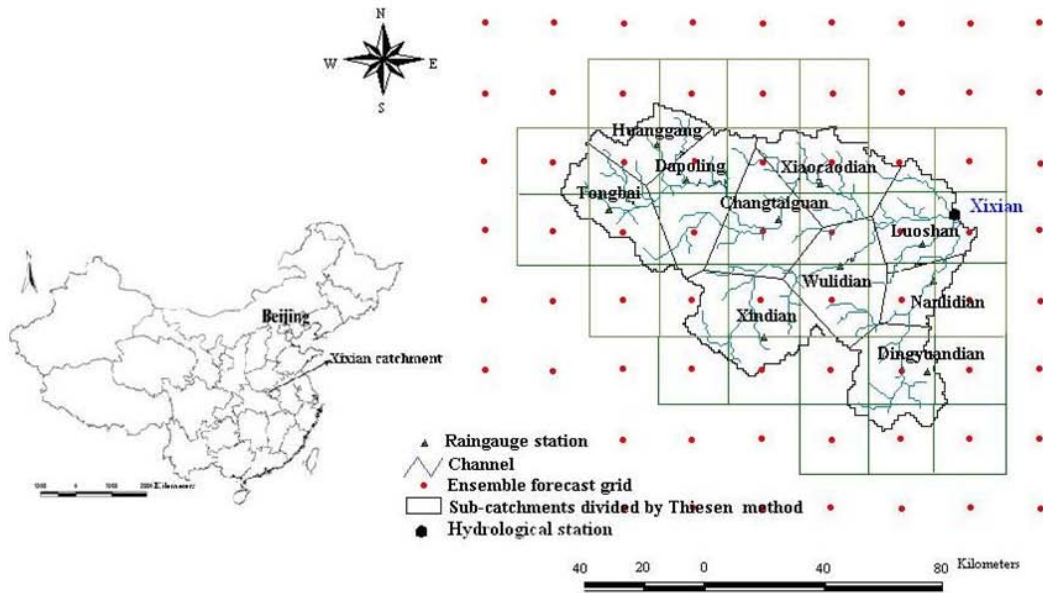 N
W E
S
Huanggang
Dapoling
Xiaocaodian
Tongbai
Changtaiguan
Xixian
Luoshan
Wulidian
Nanlidian
Xindian
Dingyuandian
Beijing
Xixian catchment
Raingauge station
Channel
Ensemble forecast grid
Sub-catchments divided by Thiesen method
Hydrological station
Kilometers
40 20 0 40 80